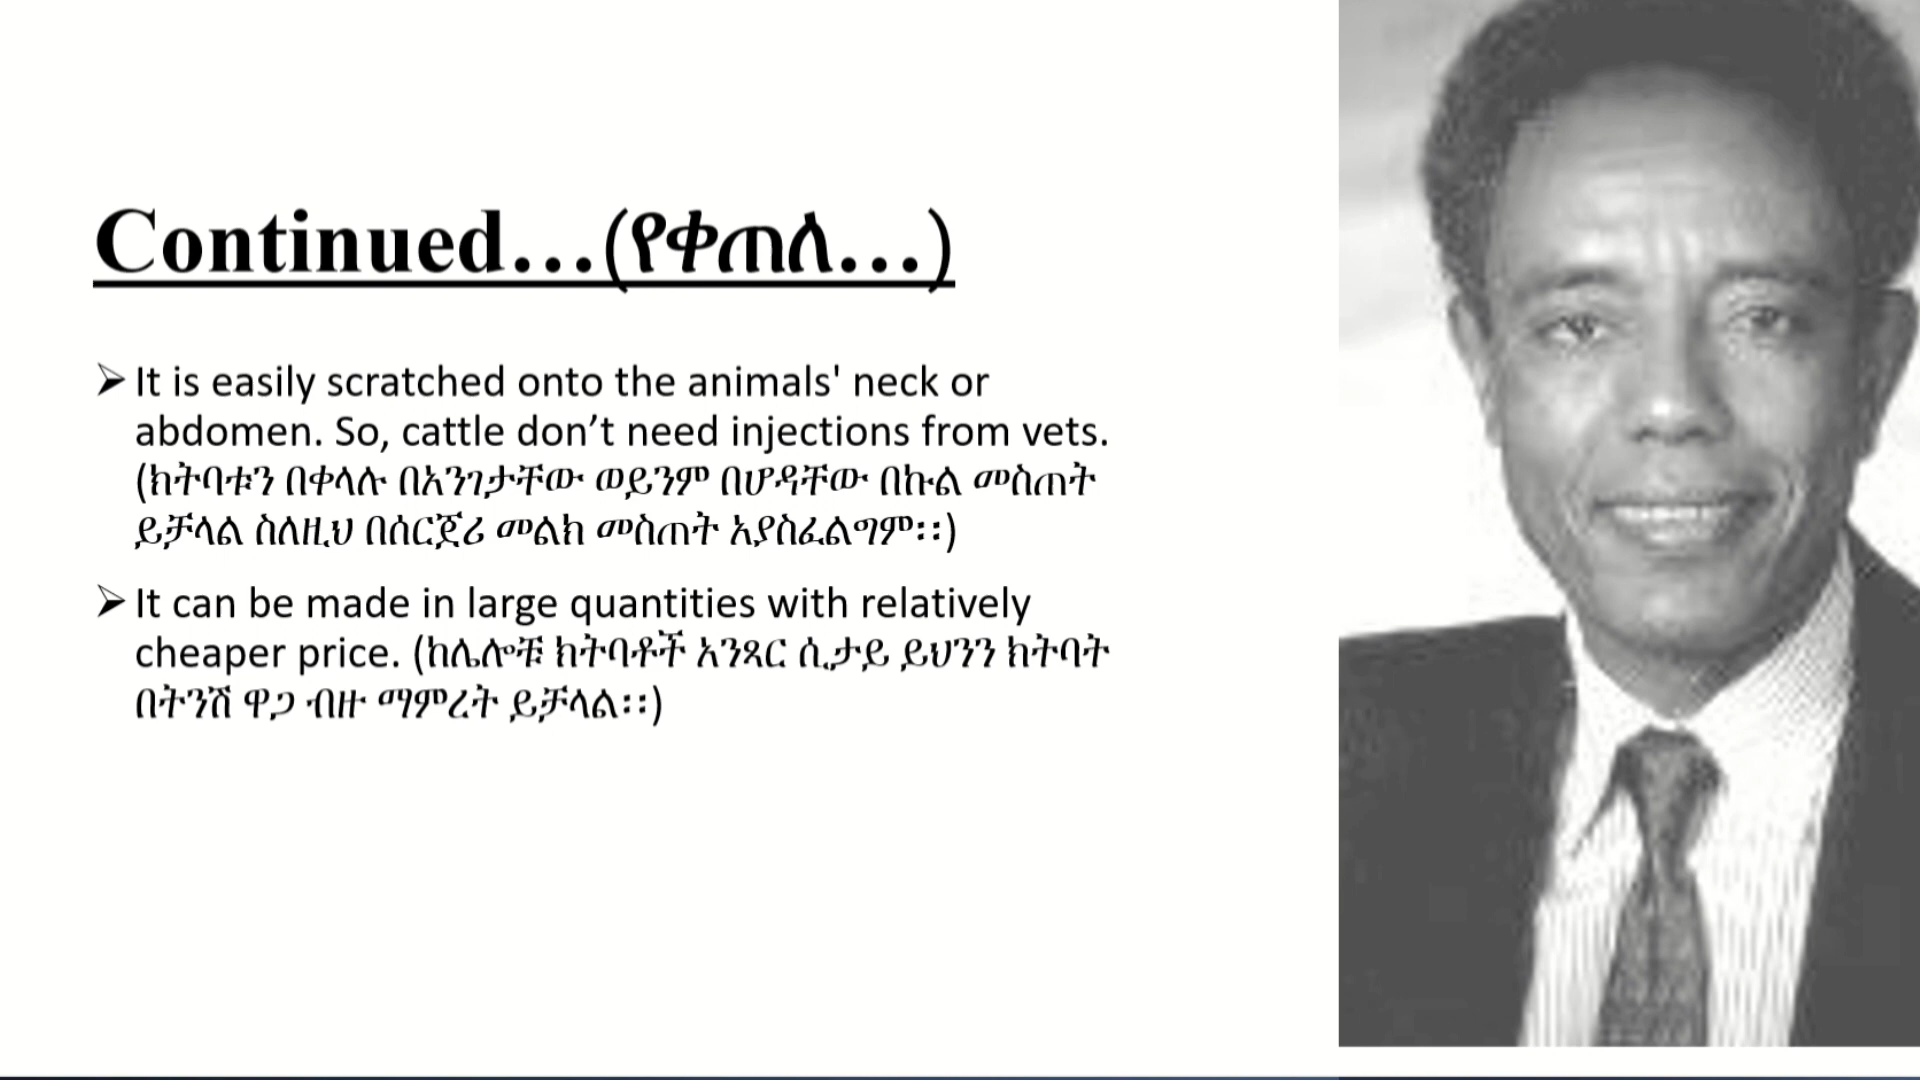 Continued…(የቀጠለ…)
➢ It is easily scratched onto the animals' neck or
abdomen. So, cattle don’t need injections from vets.
(ክትባቱን በቀላሉ በአንገታቸው ወይንም በሆዳቸው በኩል መስጠት
ይቻላል ስለዚህ በሰርጀሪ መልክ መስጠት አያስፈልግም፡፡)
➢ It can be made in large quantities with relatively
cheaper price. (ከሌሎቹ ክትባቶች አንጻር ሲታይ ይህንን ክትባት
በትንሽ ዋጋ ብዙ ማምረት ይቻላል፡፡)